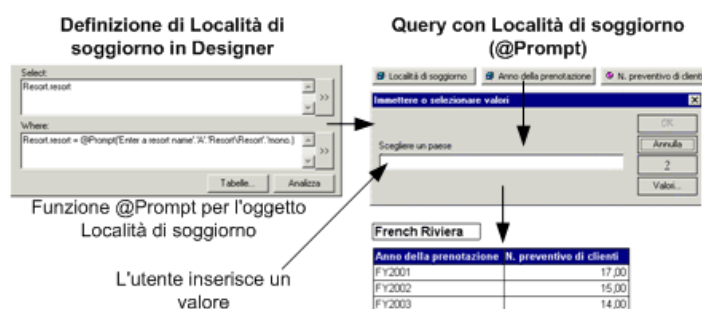 Definizione di Località di
soggiorno in Designer
Select:
Resort.resort
>>
Where:
Resort.resort = @Prompt('Enter a resort name'.'A'.'Resort\Resort'.'mono.)
>>
Tabelle...
Analizza
Funzione @Prompt per l'oggetto
Località di soggiorno
L'utente inserisce un
valore
Query con Località di soggiorno
(@Prompt)
Località di soggiorno
Anno della prenotazione
N. preventivo di clienti
Immettere o selezionare valori
Scegliere un paese
OK
Annulla
?
Valori...
French Riviera
Anno della prenotazione N. preventivo di clienti
FY2001 17,00
FY2002 15,00
FY2003 14,00